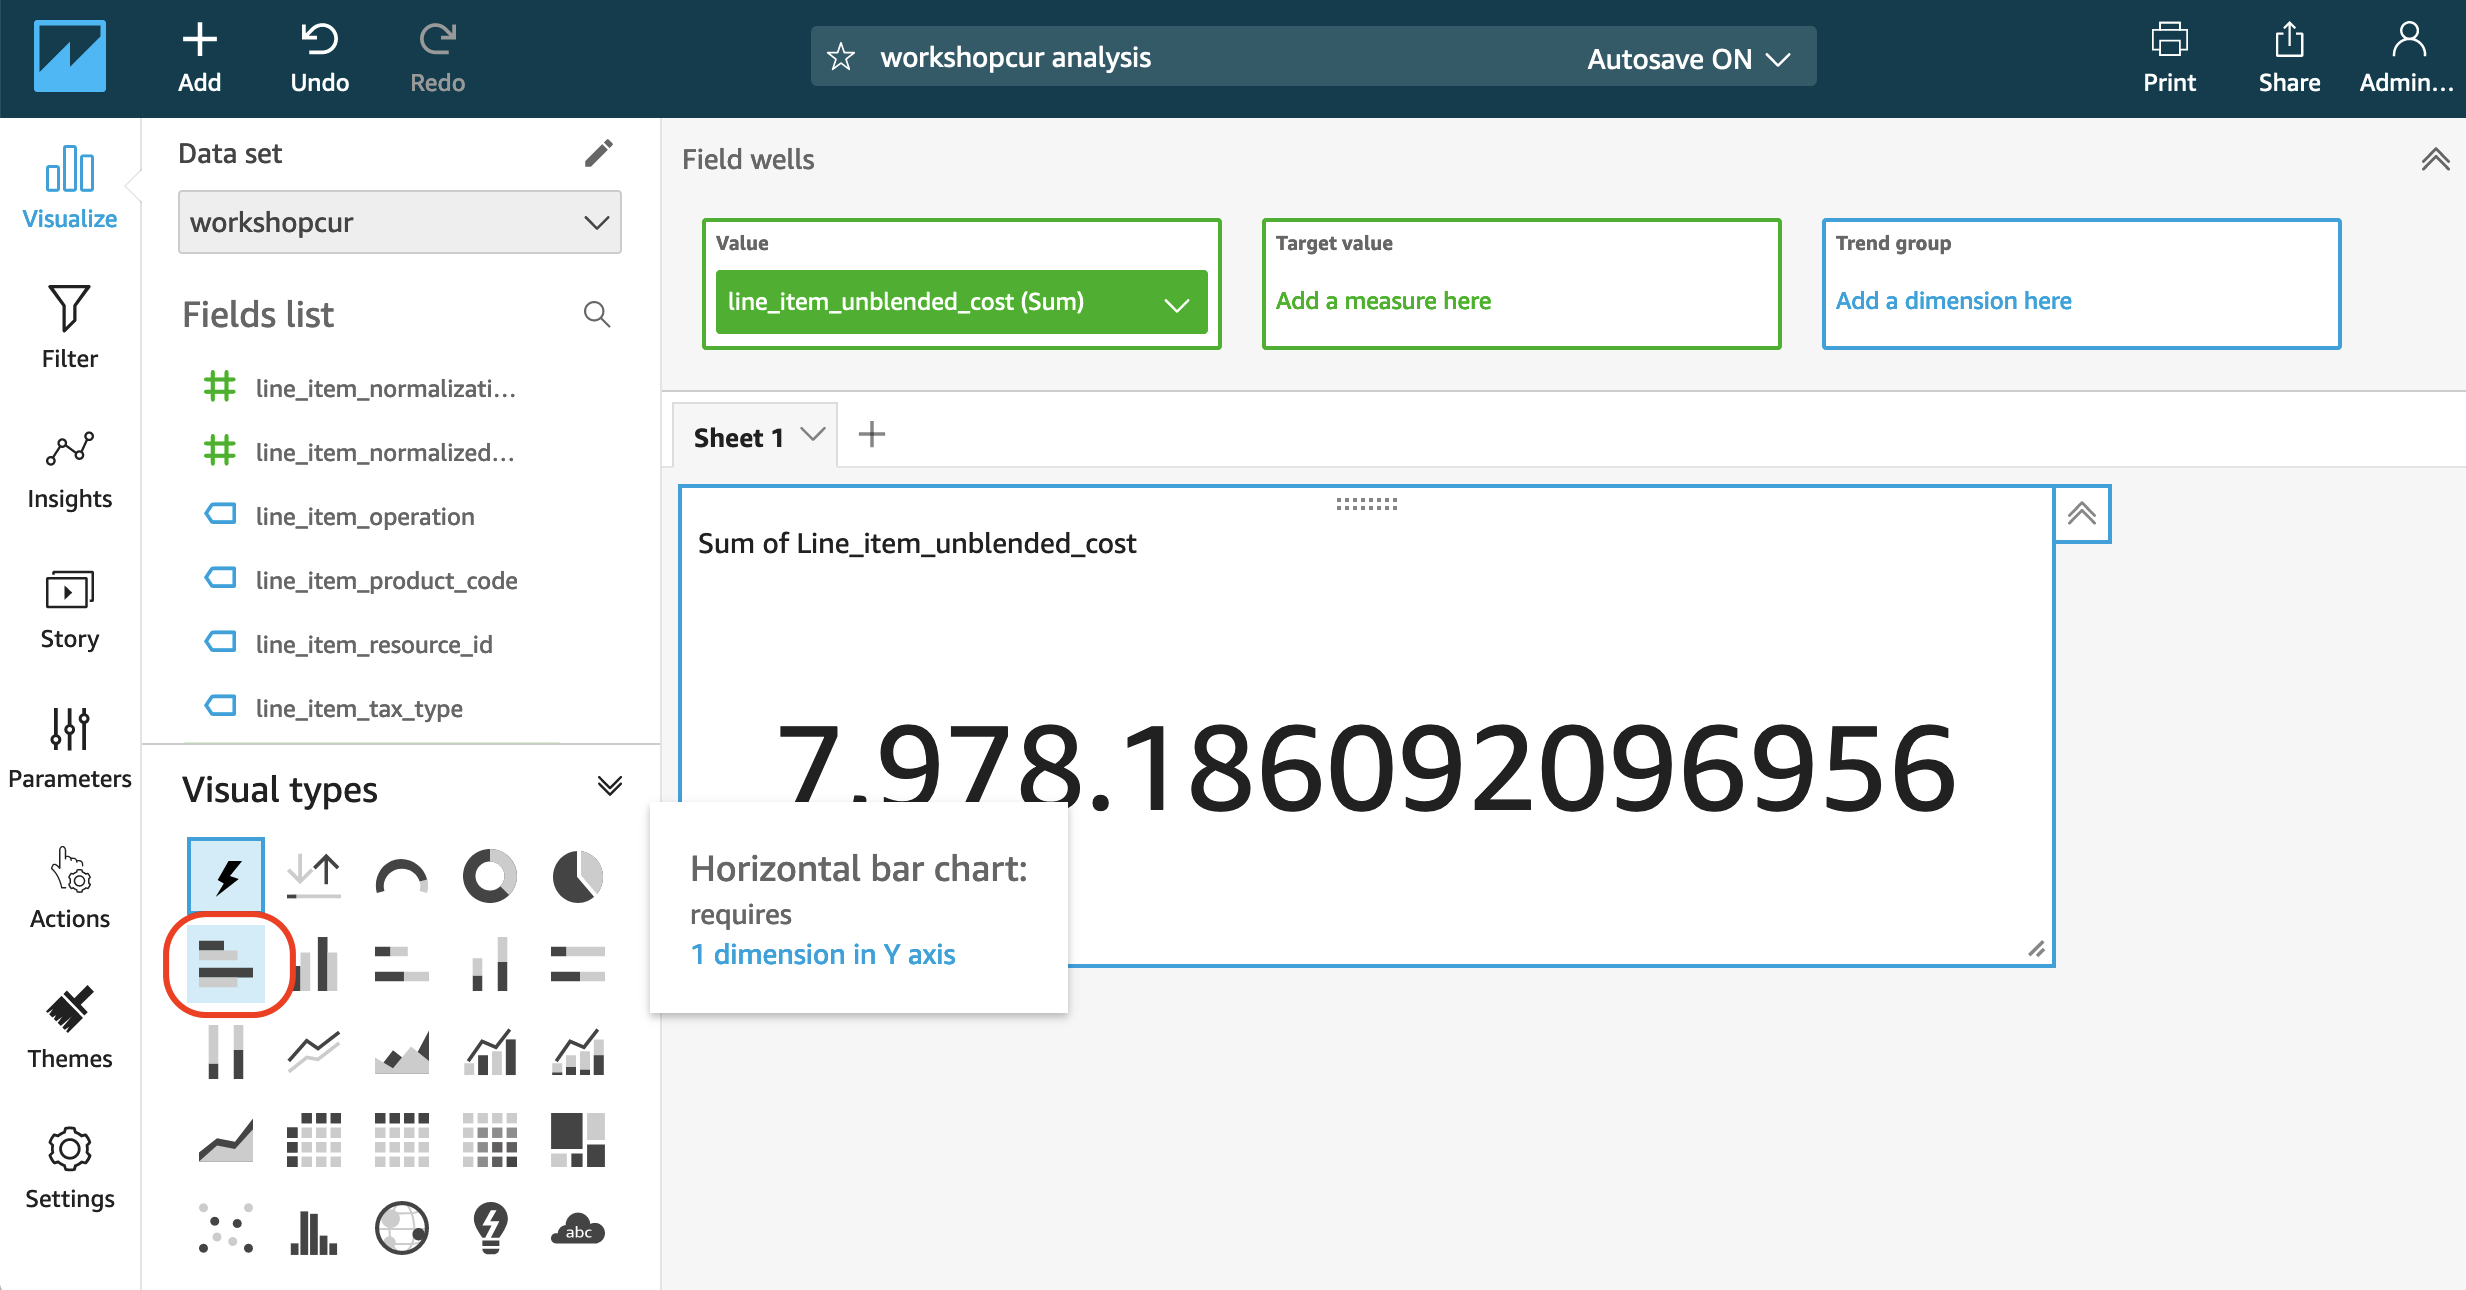 Add
Undo
Redo
workshopcur analysis
Autosave ON
Print
Share
Admin...
Visualize
Filter
Insights
Story
Parameters
Actions
Themes
Settings
Data set
workshopcur
Fields list
line_item_normalizati...
line_item_normalized...
line_item_operation
line_item_product_code
line_item_resource_id
line_item_tax_type
Visual types
abc
Field wells
Value
line_item_unblended_cost (Sum)
Target value
Add a measure here
Trend group
Add a dimension here
Sheet 1
Sum of Line_item_unblended_cost
7,978.186092096956
Horizontal bar chart:
requires
1 dimension in Y axis